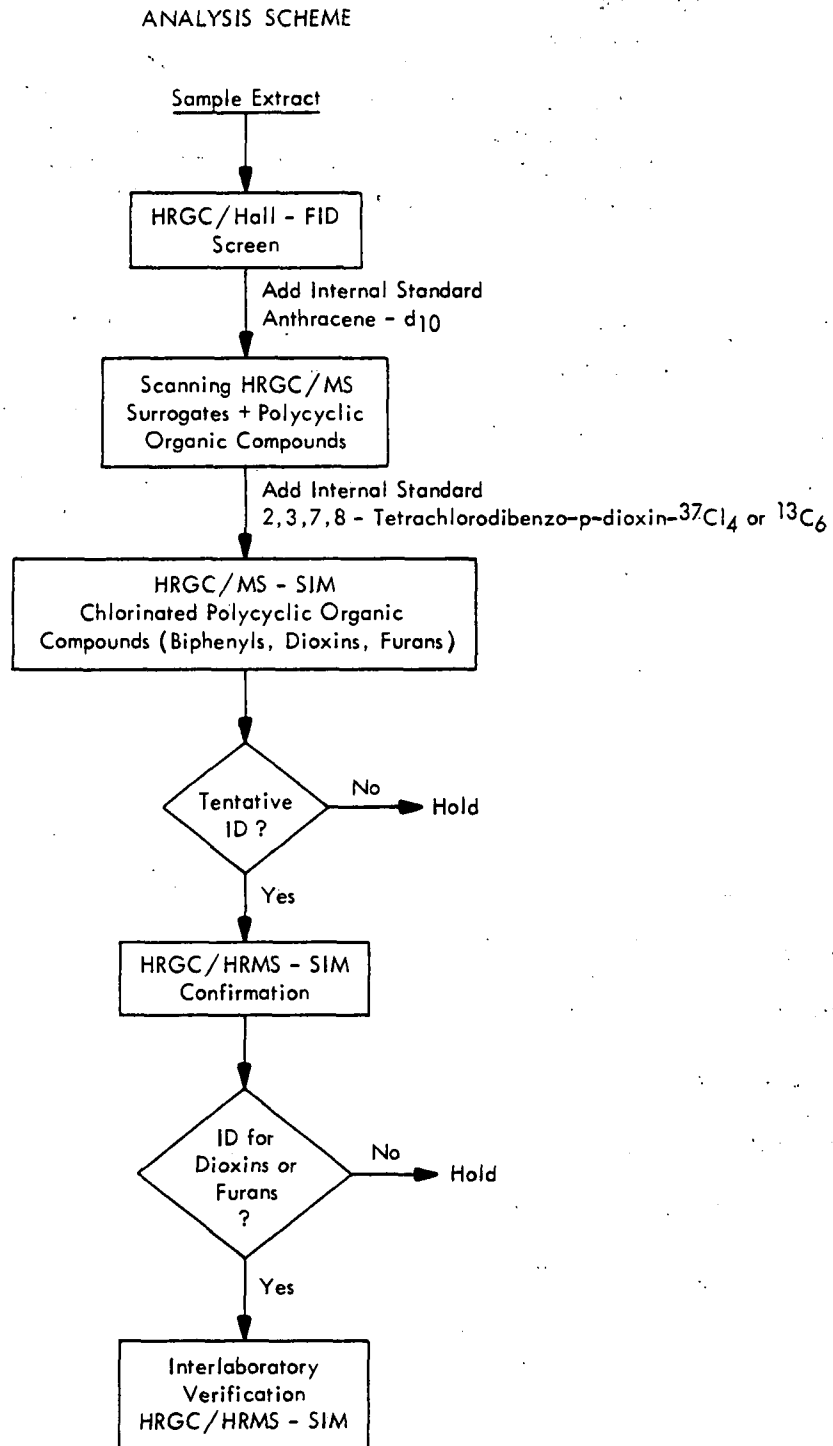 ANALYSIS SCHEME
Sample Extract
HRGC/Hall - FID
Screen
Add Internal Standard
Anthracene - d10
Scanning HRGC/MS
Surrogates + Polycyclic
Organic Compounds
Add Internal Standard
2,3,7,8 - Tetrachlorodibenzo-p-dioxin-³⁷Cl₄ or ¹³C₆
HRGC/MS - SIM
Chlorinated Polycyclic Organic
Compounds (Biphenyls, Dioxins, Furans)
Tentative
ID ?
No
Hold
Yes
HRGC/HRMS - SIM
Confirmation
ID for
Dioxins or
Furans
?
No
Hold
Yes
Interlaboratory
Verification
HRGC/HRMS - SIM